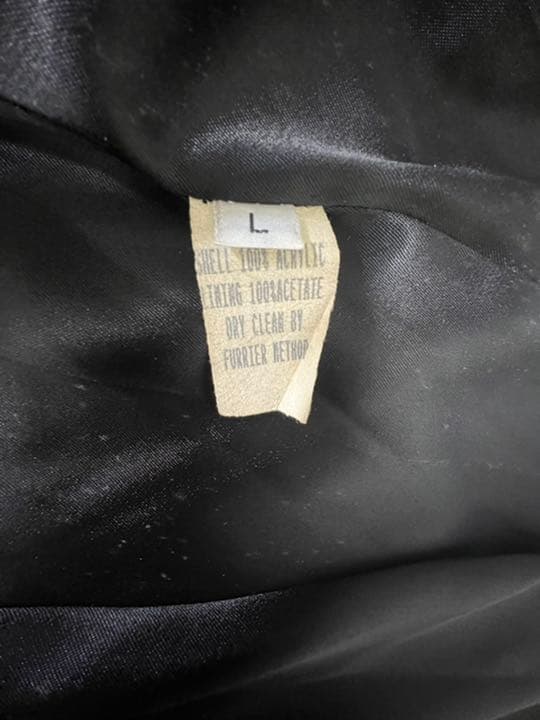 L
SHELL 100% ACRYLIC
LINING 100%ACETATE
DRY CLEAN BY
FURRIER METHOD